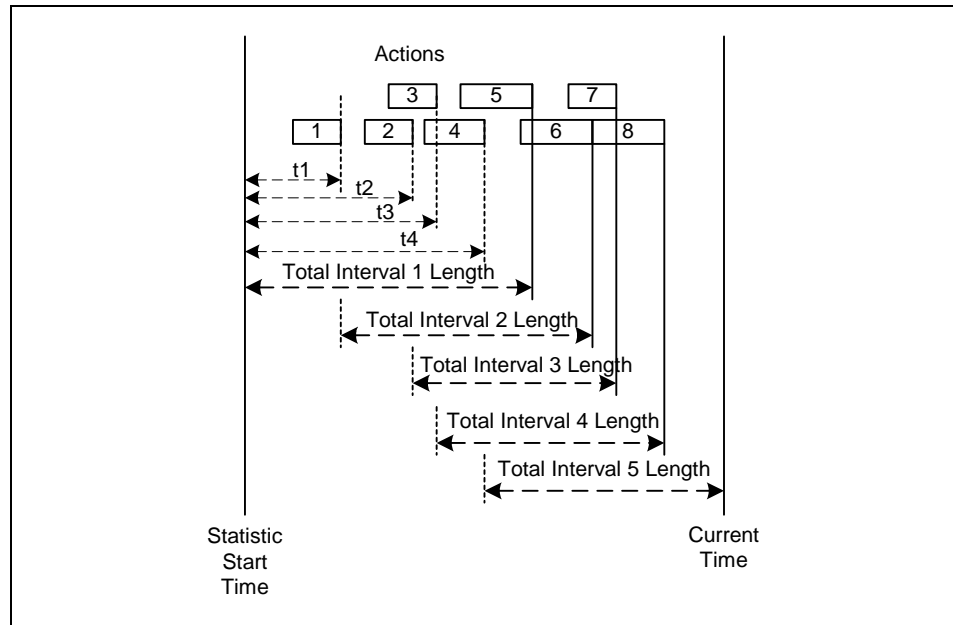 Actions
3 5 7
1 2 4 6 8
t1
t2
t3
t4
Total Interval 1 Length
Total Interval 2 Length
Total Interval 3 Length
Total Interval 4 Length
Total Interval 5 Length
Statistic
Start
Time
Current
Time